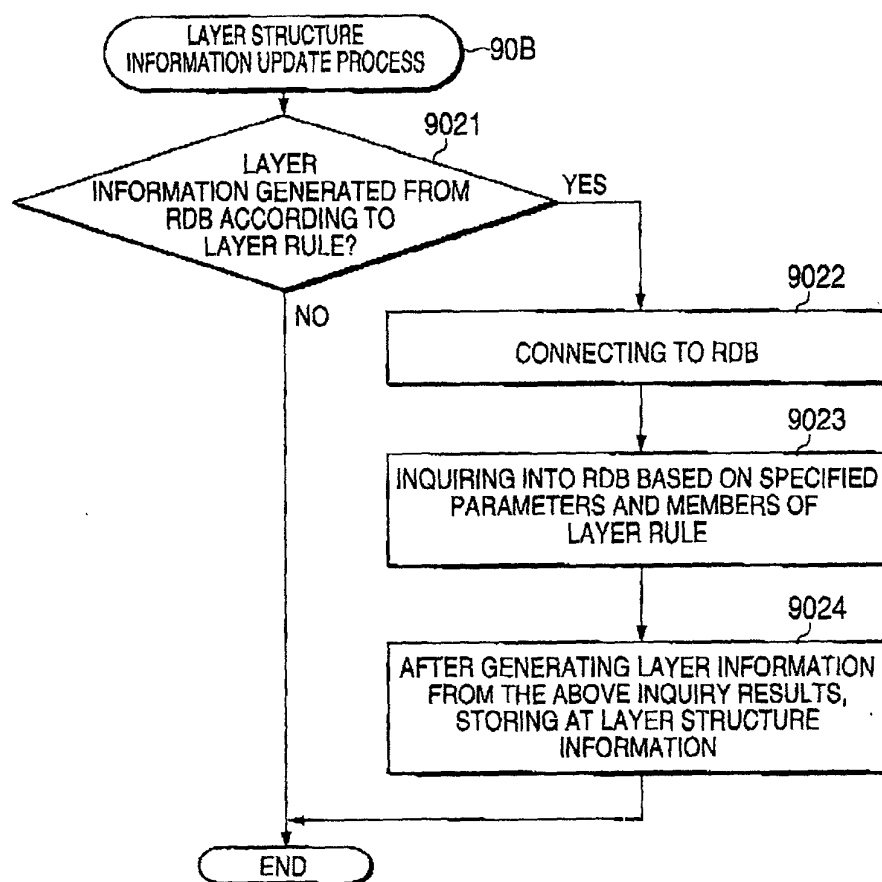 LAYER STRUCTURE
INFORMATION UPDATE PROCESS
90B
9021
LAYER
INFORMATION GENERATED FROM
RDB ACCORDING TO
LAYER RULE?
YES
NO
9022
CONNECTING TO RDB
9023
INQUIRING INTO RDB BASED ON SPECIFIED
PARAMETERS AND MEMBERS OF
LAYER RULE
9024
AFTER GENERATING LAYER INFORMATION
FROM THE ABOVE INQUIRY RESULTS,
STORING AT LAYER STRUCTURE
INFORMATION
END